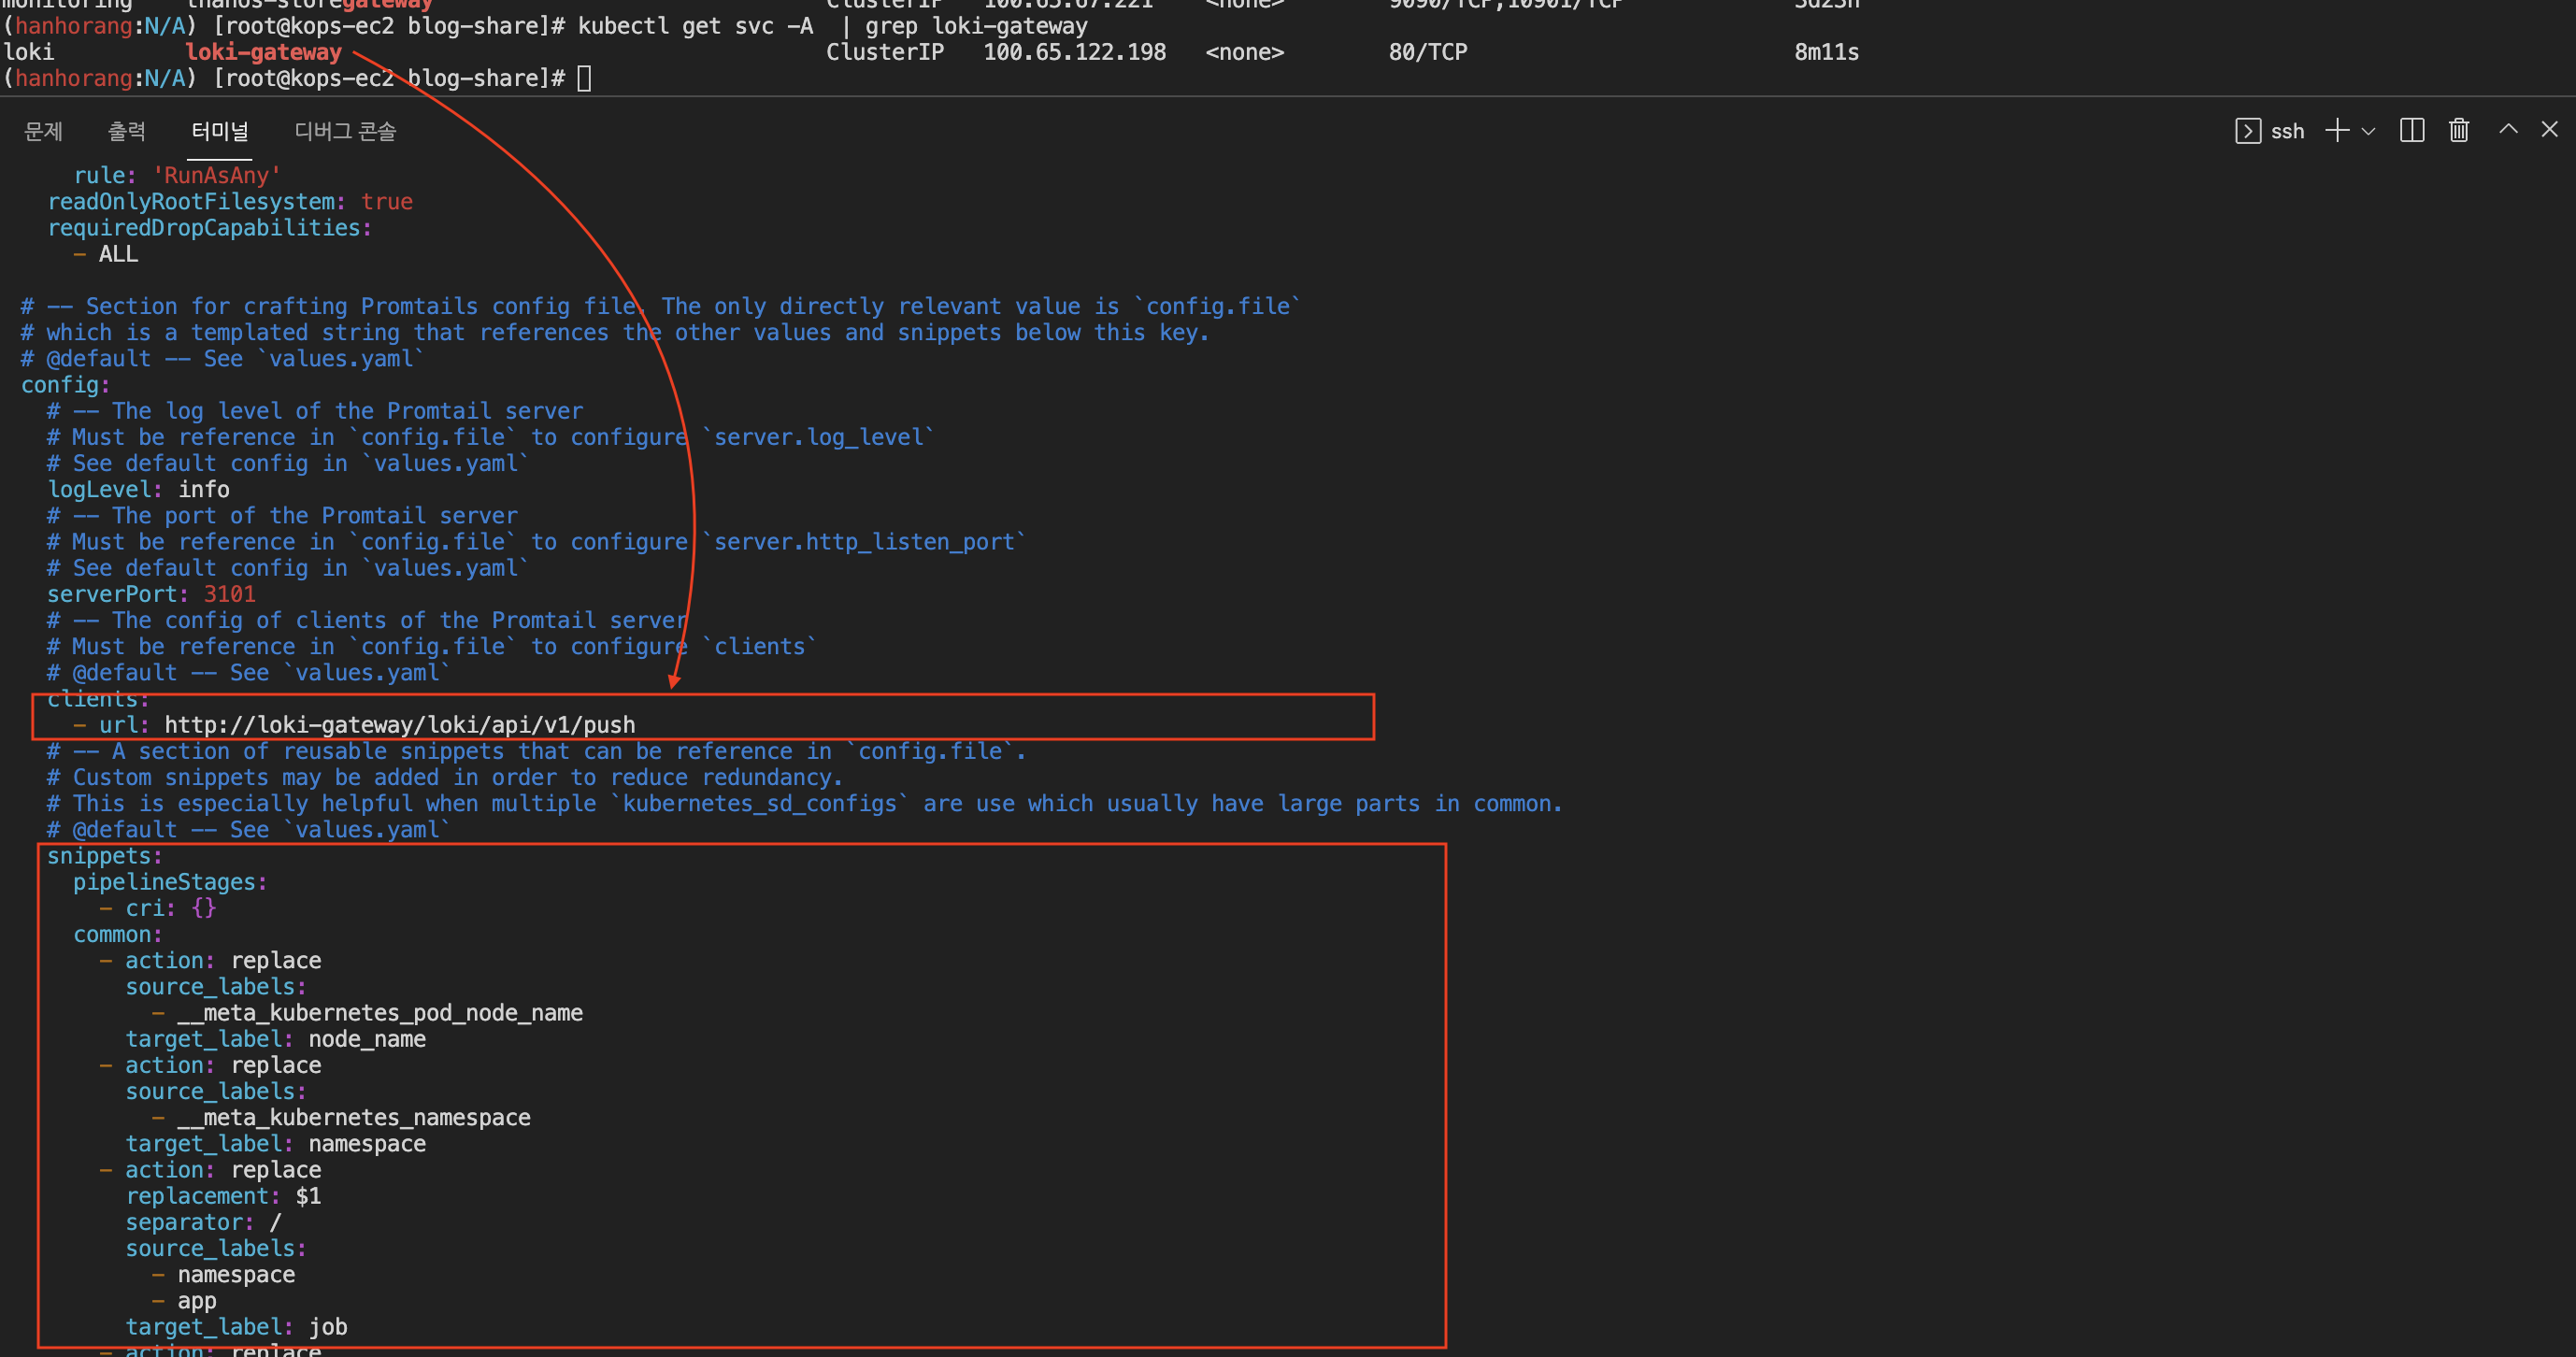 monitoring    thanos-storegateway    ClusterIP   100.65.67.221   <none>   9090/TCP,10901/TCP   3d23h
(hanhorang:N/A) [root@kops-ec2 blog-share]# kubectl get svc -A  | grep loki-gateway
loki          loki-gateway           ClusterIP   100.65.122.198   <none>   80/TCP   8m11s
(hanhorang:N/A) [root@kops-ec2 blog-share]#
문제 출력 터미널 디버그 콘솔 ssh
    rule: 'RunAsAny'
  readOnlyRootFilesystem: true
  requiredDropCapabilities:
    - ALL
# -- Section for crafting Promtails config file. The only directly relevant value is `config.file`
# which is a templated string that references the other values and snippets below this key.
# @default -- See `values.yaml`
config:
  # -- The log level of the Promtail server
  # Must be reference in `config.file` to configure `server.log_level`
  # See default config in `values.yaml`
  logLevel: info
  # -- The port of the Promtail server
  # Must be reference in `config.file` to configure `server.http_listen_port`
  # See default config in `values.yaml`
  serverPort: 3101
  # -- The config of clients of the Promtail server
  # Must be reference in `config.file` to configure `clients`
  # @default -- See `values.yaml`
  clients:
    - url: http://loki-gateway/loki/api/v1/push
  # -- A section of reusable snippets that can be reference in `config.file`.
  # Custom snippets may be added in order to reduce redundancy.
  # This is especially helpful when multiple `kubernetes_sd_configs` are use which usually have large parts in common.
  # @default -- See `values.yaml`
  snippets:
    pipelineStages:
      - cri: {}
    common:
      - action: replace
        source_labels:
          - __meta_kubernetes_pod_node_name
        target_label: node_name
      - action: replace
        source_labels:
          - __meta_kubernetes_namespace
        target_label: namespace
      - action: replace
        replacement: $1
        separator: /
        source_labels:
          - namespace
          - app
        target_label: job
      - action: replace